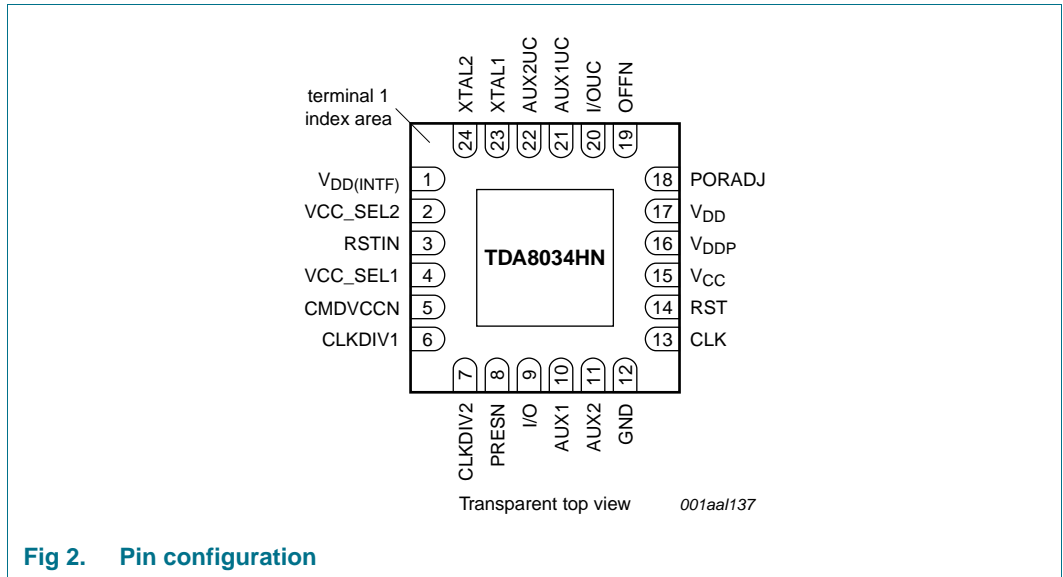 XTAL2
XTAL1
AUX2UC
AUX1UC
I/OUC
OFFN
terminal 1
index area
24
23
22
21
20
19
VDD(INTF) 1
18 PORADJ
VCC_SEL2 2
17 VDD
RSTIN 3
16 VDDP
TDA8034HN
VCC_SEL1 4
15 VCC
CMDVCCN 5
14 RST
CLKDIV1 6
13 CLK
7
8
9
10
11
12
CLKDIV2
PRESN
I/O
AUX1
AUX2
GND
Transparent top view 001aal137
Fig 2. Pin configuration